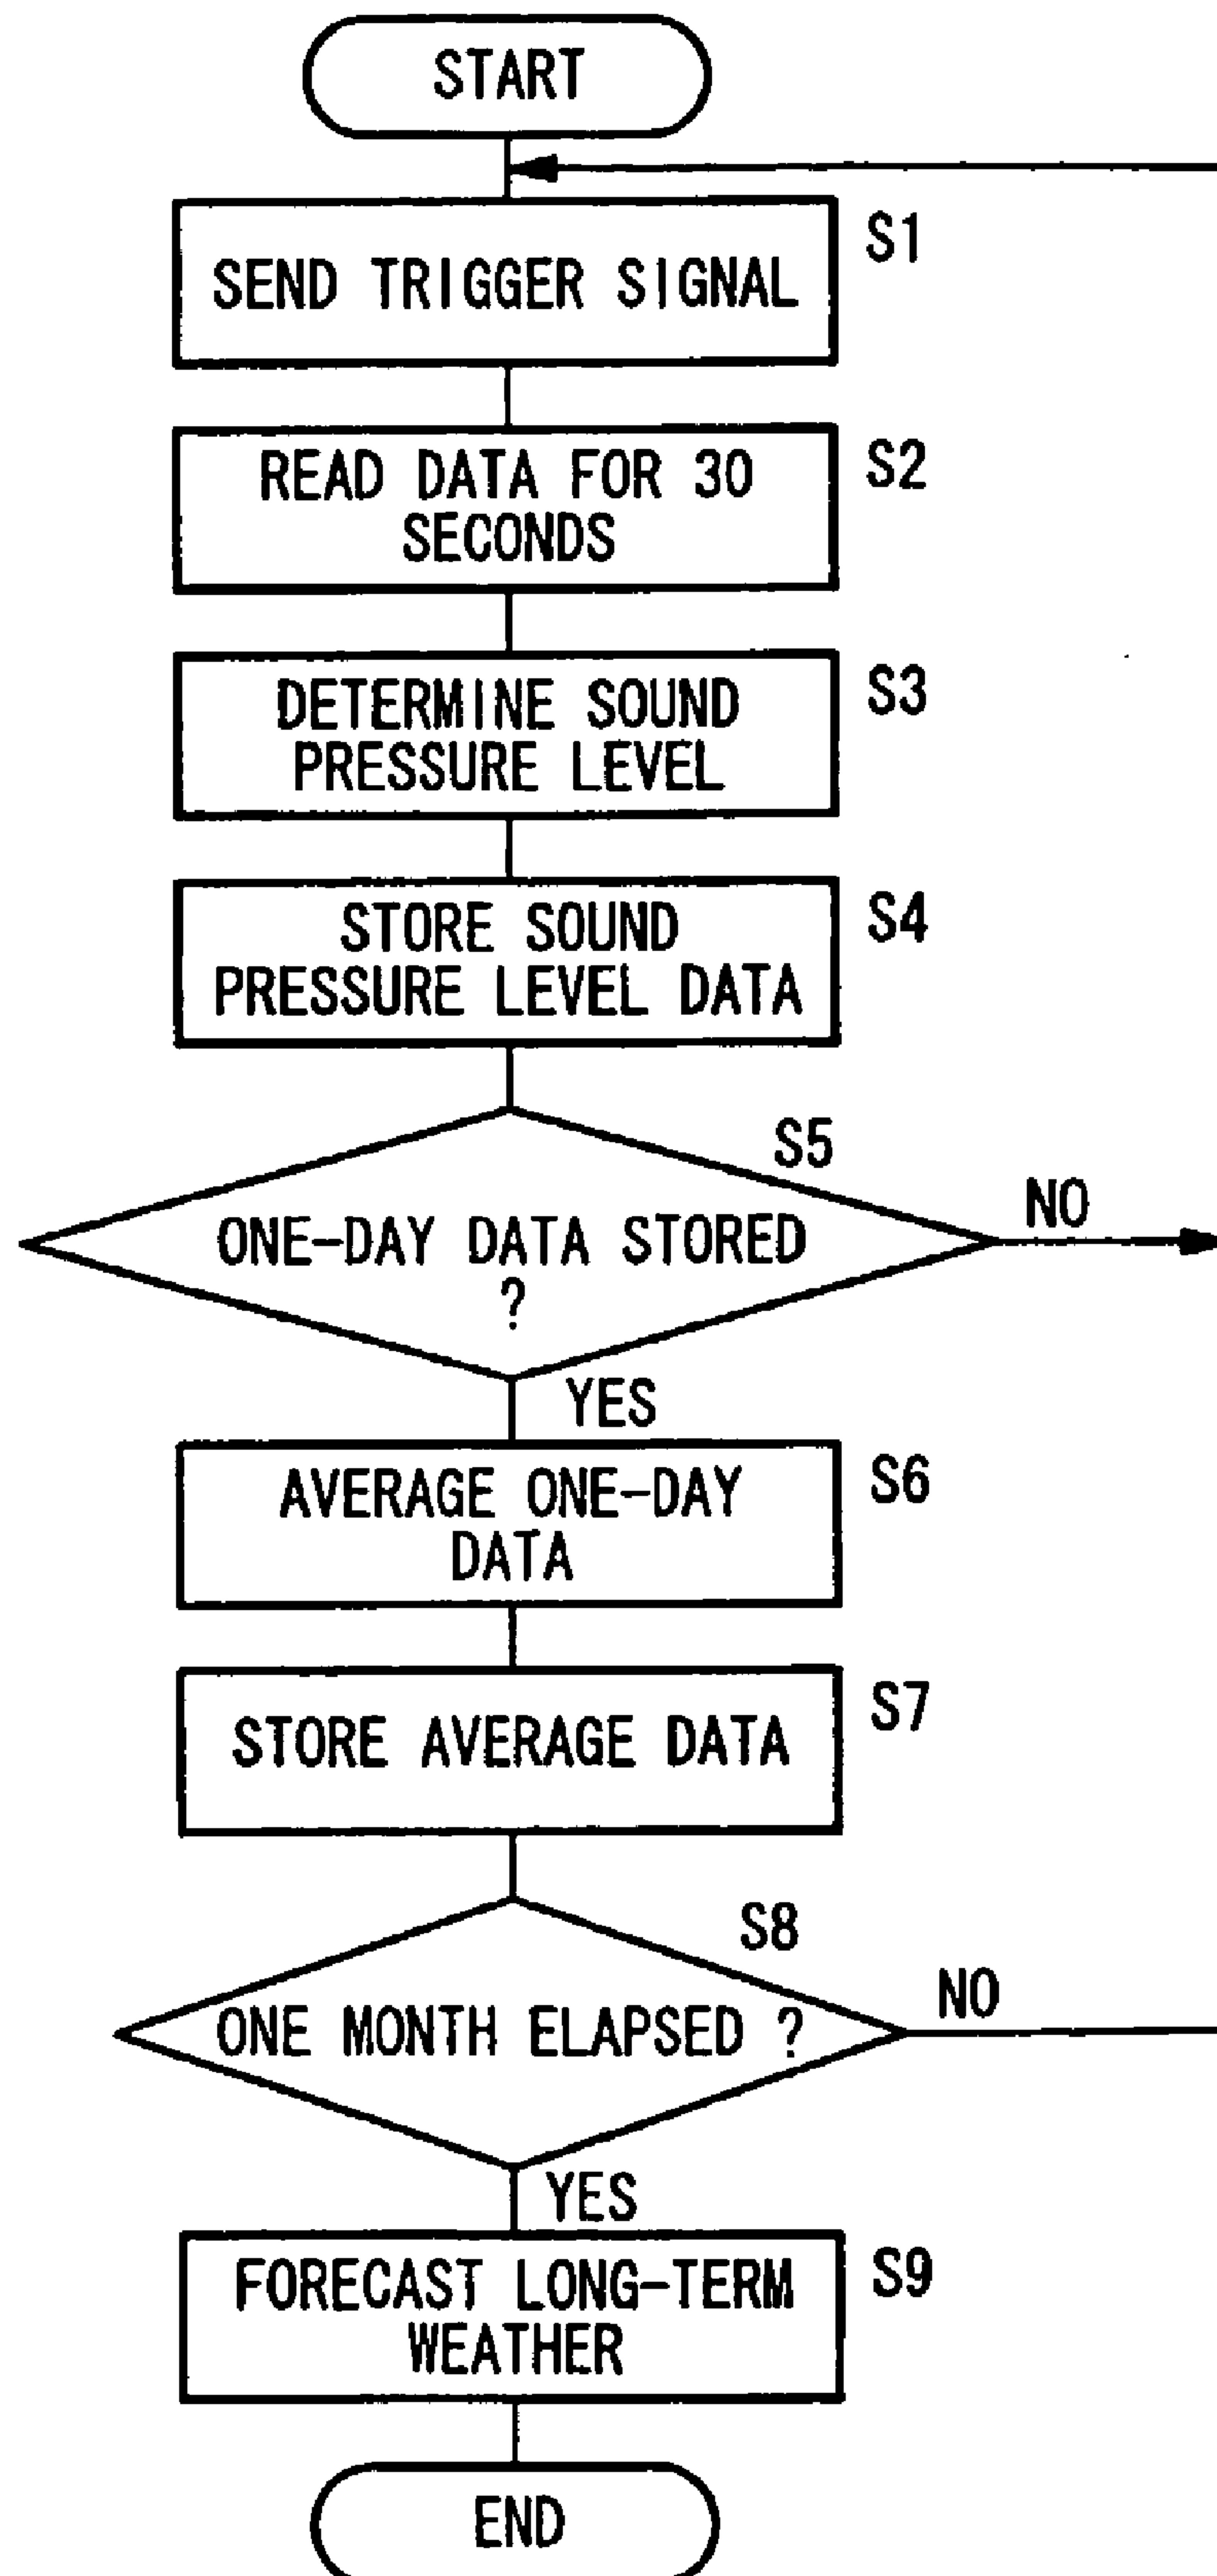 START
S1
SEND TRIGGER SIGNAL
S2
READ DATA FOR 30
SECONDS
S3
DETERMINE SOUND
PRESSURE LEVEL
S4
STORE SOUND
PRESSURE LEVEL DATA
S5
NO
ONE-DAY DATA STORED
?
YES
S6
AVERAGE ONE-DAY
DATA
S7
STORE AVERAGE DATA
S8
NO
ONE MONTH ELAPSED ?
YES
S9
FORECAST LONG-TERM
WEATHER
END